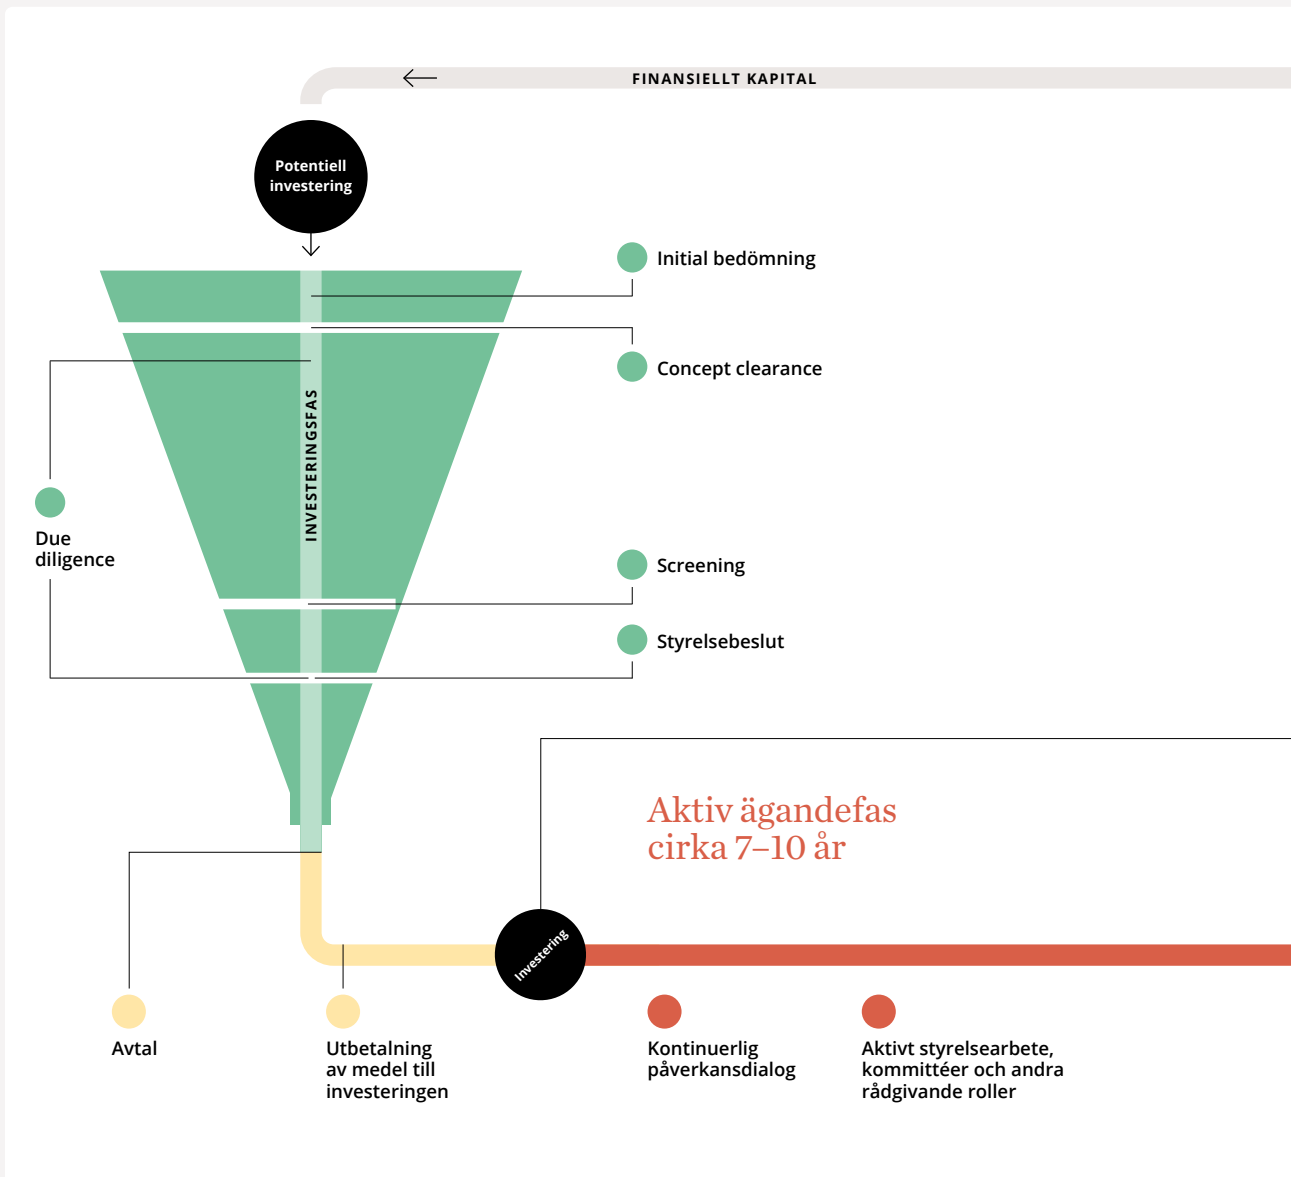 FINANSIELLT KAPITAL
Potentiell
investering
Initial bedömning
Concept clearance
INVESTERINGSFAS
Due
diligence
Screening
Styrelsebeslut
Aktiv ägandefas
cirka 7–10 år
Investering
Avtal
Utbetalning
av medel till
investeringen
Kontinuerlig
påverkansdialog
Aktivt styrelsearbete,
kommittéer och andra
rådgivande roller